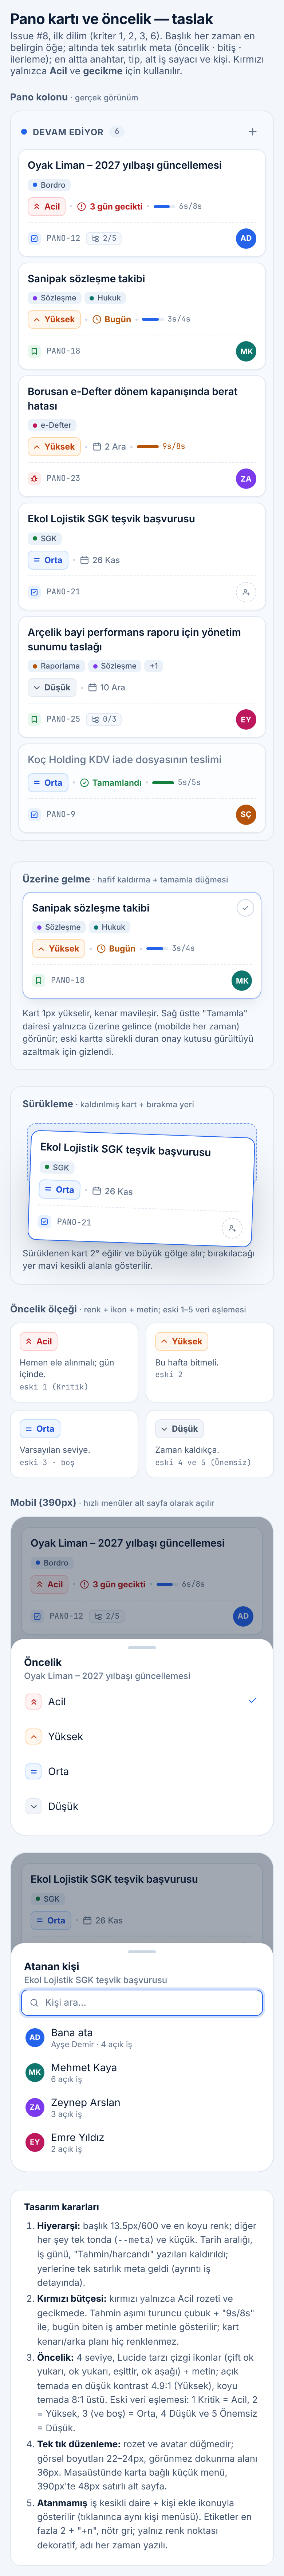 Pano kartı ve öncelik – taslak
Issue #8, ilk dilim (kriter 1, 2, 3, 6). Başlık her zaman en
belirgin öğe; altında tek satırlık meta (öncelik · bitiş ·
ilerleme); en altta anahtar, tip, alt iş sayacı ve kişi. Kırmızı
yalnızca Acil ve gecikme için kullanılır.
Pano kolonu · gerçek görünüm
DEVAM EDİYOR 6
Oyak Liman – 2027 yılbaşı güncellemesi
Bordro
Acil · 3 gün gecikti · 6s/8s
PANO-12 2/5 AD
Sanipak sözleşme takibi
Sözleşme Hukuk
Yüksek · Bugün · 3s/4s
PANO-18 MK
Borusan e-Defter dönem kapanışında berat
hatası
e-Defter
Yüksek · 2 Ara · 9s/8s
PANO-23 ZA
Ekol Lojistik SGK teşvik başvurusu
SGK
Orta · 26 Kas
PANO-21
Arçelik bayi performans raporu için yönetim
sunumu taslağı
Raporlama Sözleşme +1
Düşük · 10 Ara
PANO-25 0/3 EY
Koç Holding KDV iade dosyasının teslimi
Orta · Tamamlandı · 5s/5s
PANO-9 SÇ
Üzerine gelme · hafif kaldırma + tamamla düğmesi
Sanipak sözleşme takibi
Sözleşme Hukuk
Yüksek · Bugün · 3s/4s
PANO-18 MK
Kart 1px yükselir, kenar mavileşir. Sağ üstte "Tamamla"
dairesi yalnızca üzerine gelince (mobilde her zaman)
görünür; eski kartta sürekli duran onay kutusu gürültüyü
azaltmak için gizlendi.
Sürükleme · kaldırılmış kart + bırakma yeri
Ekol Lojistik SGK teşvik başvurusu
SGK
Orta · 26 Kas
PANO-21
Sürüklenen kart 2° eğilir ve büyük gölge alır; bırakılacağı
yer mavi kesikli alanla gösterilir.
Öncelik ölçeği · renk + ikon + metin; eski 1–5 veri eşlemesi
Acil
Hemen ele alınmalı; gün
içinde.
eski 1 (Kritik)
Yüksek
Bu hafta bitmeli.
eski 2
Orta
Varsayılan seviye.
eski 3 · boş
Düşük
Zaman kaldıkça.
eski 4 ve 5 (Önemsiz)
Mobil (390px) · hızlı menüler alt sayfa olarak açılır
Oyak Liman – 2027 yılbaşı güncellemesi
Bordro
Acil · 3 gün gecikti · 6s/8s
PANO-12 2/5 AD
Öncelik
Oyak Liman – 2027 yılbaşı güncellemesi
Acil
Yüksek
Orta
Düşük
Ekol Lojistik SGK teşvik başvurusu
SGK
Orta · 26 Kas
Atanan kişi
Ekol Lojistik SGK teşvik başvurusu
Kişi ara...
AD Bana ata
Ayşe Demir · 4 açık iş
MK Mehmet Kaya
6 açık iş
ZA Zeynep Arslan
3 açık iş
EY Emre Yıldız
2 açık iş
Tasarım kararları
1. Hiyerarşi: başlık 13.5px/600 ve en koyu renk; diğer
her şey tek tonda (--meta) ve küçük. Tarih aralığı,
iş günü, "Tahmin/harcandı" yazıları kaldırıldı;
yerlerine tek satırlık meta geldi (ayrıntı iş
detayında).
2. Kırmızı bütçesi: kırmızı yalnızca Acil rozeti ve
gecikmede. Tahmin aşımı turuncu çubuk + "9s/8s"
ile, bugün biten iş amber metinle gösterilir; kart
kenarı/arka planı hiç renklenmez.
3. Öncelik: 4 seviye, Lucide tarzı çizgi ikonlar (çift ok
yukarı, ok yukarı, eşittir, ok aşağı) + metin; açık
temada en düşük kontrast 4.9:1 (Yüksek), koyu
temada 8:1 üstü. Eski veri eşlemesi: 1 Kritik = Acil, 2
= Yüksek, 3 (ve boş) = Orta, 4 Düşük ve 5 Önemsiz
= Düşük.
4. Tek tık düzenleme: rozet ve avatar düğmedir;
görsel boyutları 22–24px, görünmez dokunma alanı
36px. Masaüstünde karta bağlı küçük menü,
390px'te 48px satırlı alt sayfa.
5. Atanmamış iş kesikli daire + kişi ekle ikonuyla
gösterilir (tıklanınca aynı kişi menüsü). Etiketler en
fazla 2 + "+n", nötr gri; yalnız renk noktası
dekoratif, adı her zaman yazılı.